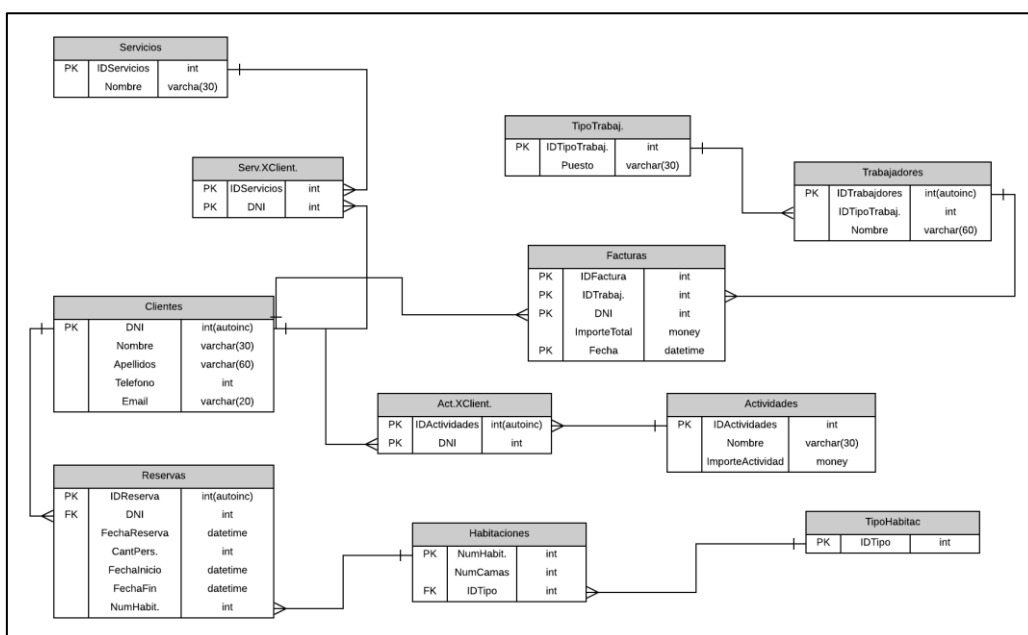 Servicios
PK IDServicios int
Nombre varcha(30)
Serv.XClient.
PK IDServicios int
PK DNI int
TipoTrabaj.
PK IDTipoTrabaj. int
Puesto varchar(30)
Trabajadores
PK IDTrabajdores int(autoinc)
IDTipoTrabaj. int
Nombre varchar(60)
Facturas
PK IDFactura int
PK IDTrabaj. int
PK DNI int
ImporteTotal money
PK Fecha datetime
Clientes
PK DNI int(autoinc)
Nombre varchar(30)
Apellidos varchar(60)
Telefono int
Email varchar(20)
Act.XClient.
PK IDActividades int(autoinc)
PK DNI int
Actividades
PK IDActividades int
Nombre varchar(30)
ImporteActividad money
Reservas
PK IDReserva int(autoinc)
FK DNI int
FechaReserva datetime
CantPers. int
FechaInicio datetime
FechaFin datetime
NumHabit. int
Habitaciones
PK NumHabit. int
NumCamas int
FK IDTipo int
TipoHabitac
PK IDTipo int